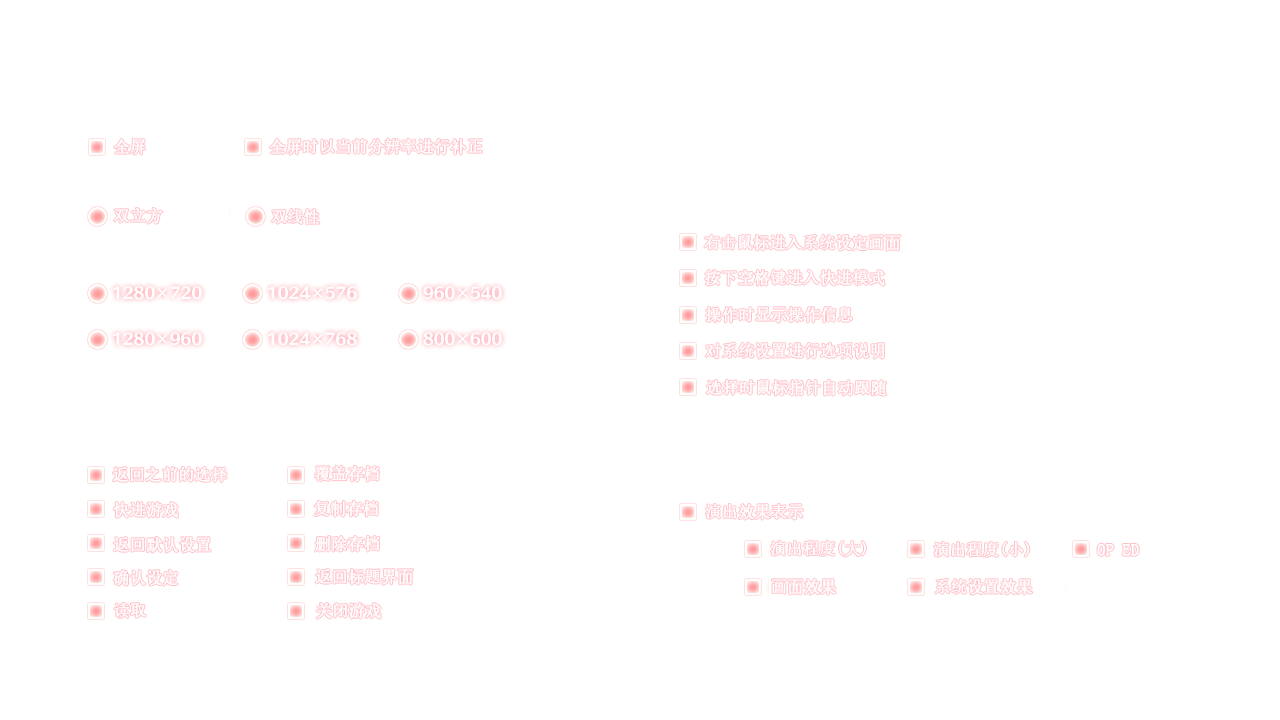 全屏 全屏时以当前分辨率进行补正
双立方 双线性
1280×720 1024×576 960×540
1280×960 1024×768 800×600
右击鼠标进入系统设定画面
按下空格键进入快进模式
操作时显示操作信息
对系统设置进行选项说明
选择时鼠标指针自动跟随
返回之前的选择 覆盖存档
快进游戏 复制存档
返回默认设置 删除存档
确认设定 返回标题界面
读取 关闭游戏
演出效果表示
演出程度(大) 演出程度(小) OP ED
画面效果 系统设置效果